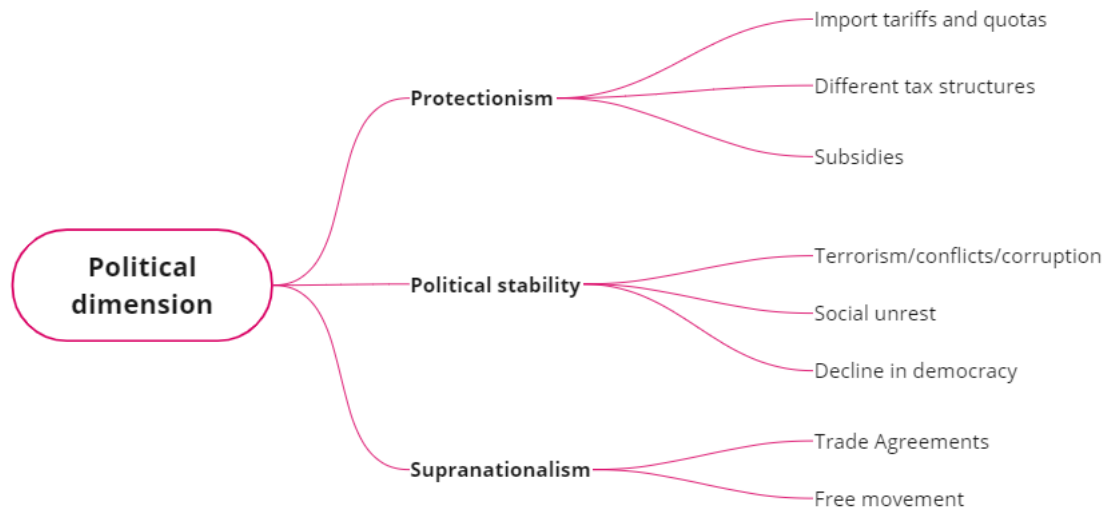 Political
dimension
Protectionism
Import tariffs and quotas
Different tax structures
Subsidies
Political stability
Terrorism/conflicts/corruption
Social unrest
Decline in democracy
Supranationalism
Trade Agreements
Free movement